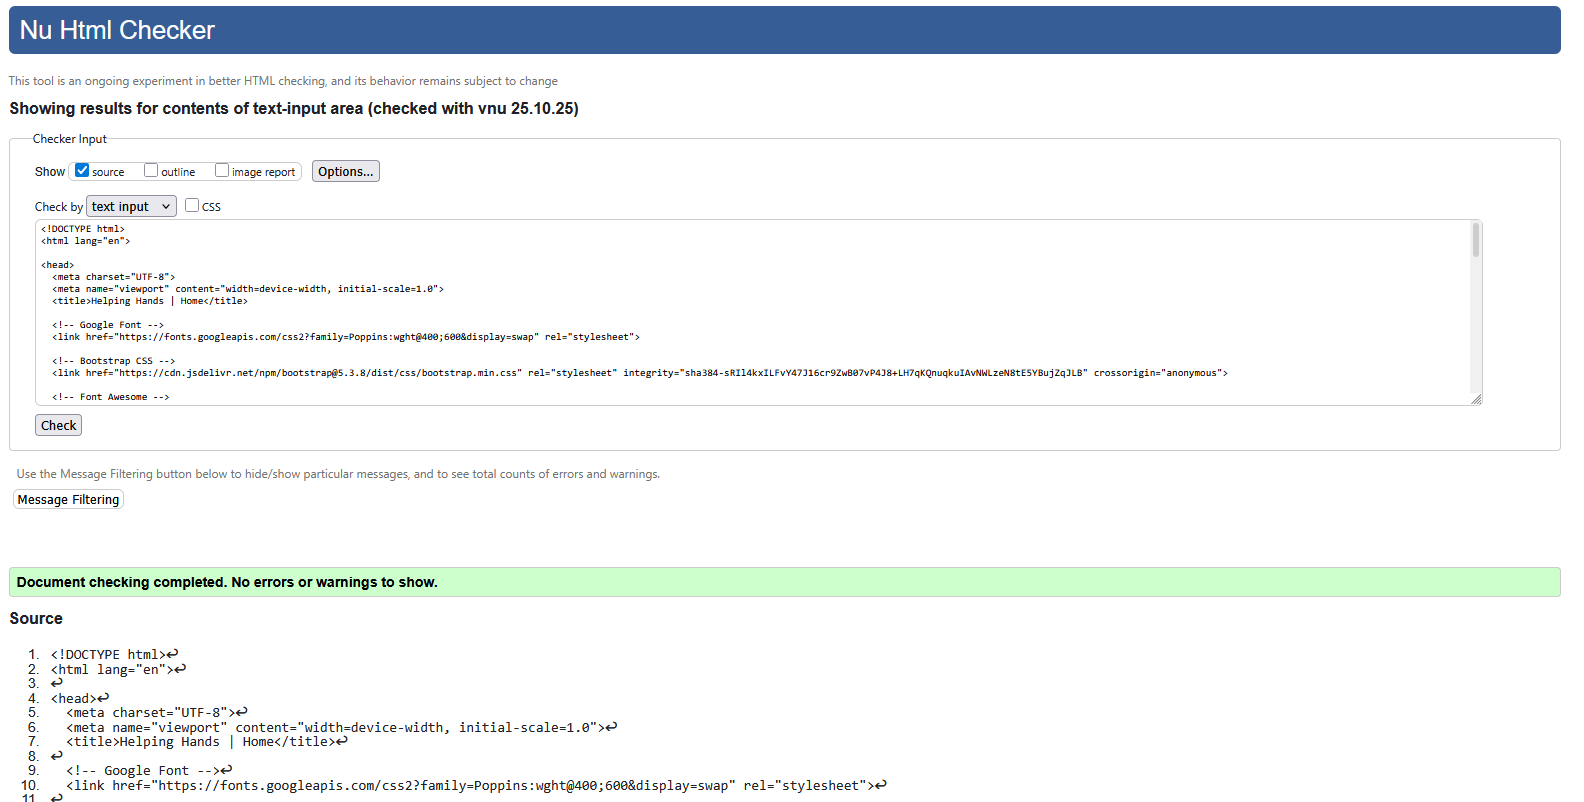 Nu Html Checker
This tool is an ongoing experiment in better HTML checking, and its behavior remains subject to change
Showing results for contents of text-input area (checked with vnu 25.10.25)
Checker Input
Show source outline image report Options...
Check by text input CSS
<!DOCTYPE html>
<html lang="en">
<head>
<meta charset="UTF-8">
<meta name="viewport" content="width=device-width, initial-scale=1.0">
<title>Helping Hands | Home</title>
<!-- Google Font -->
<link href="https://fonts.googleapis.com/css2?family=Poppins:wght@400;600&display=swap" rel="stylesheet">
<!-- Bootstrap CSS -->
<link href="https://cdn.jsdelivr.net/npm/bootstrap@5.3.8/dist/css/bootstrap.min.css" rel="stylesheet" integrity="sha384-sRIl4kxILFvY47J16cr9ZwB07vP4J8+LH7qKQnuqkuIAvNWLzeN8tE5YBujZqJLB" crossorigin="anonymous">
<!-- Font Awesome -->
Check
Use the Message Filtering button below to hide/show particular messages, and to see total counts of errors and warnings.
Message Filtering
Document checking completed. No errors or warnings to show.
Source
1. <!DOCTYPE html>↩
2. <html lang="en">↩
3. ↩
4. <head>↩
5. <meta charset="UTF-8">↩
6. <meta name="viewport" content="width=device-width, initial-scale=1.0">↩
7. <title>Helping Hands | Home</title>↩
8. ↩
9. <!-- Google Font -->↩
10. <link href="https://fonts.googleapis.com/css2?family=Poppins:wght@400;600&display=swap" rel="stylesheet">↩
11. ↩